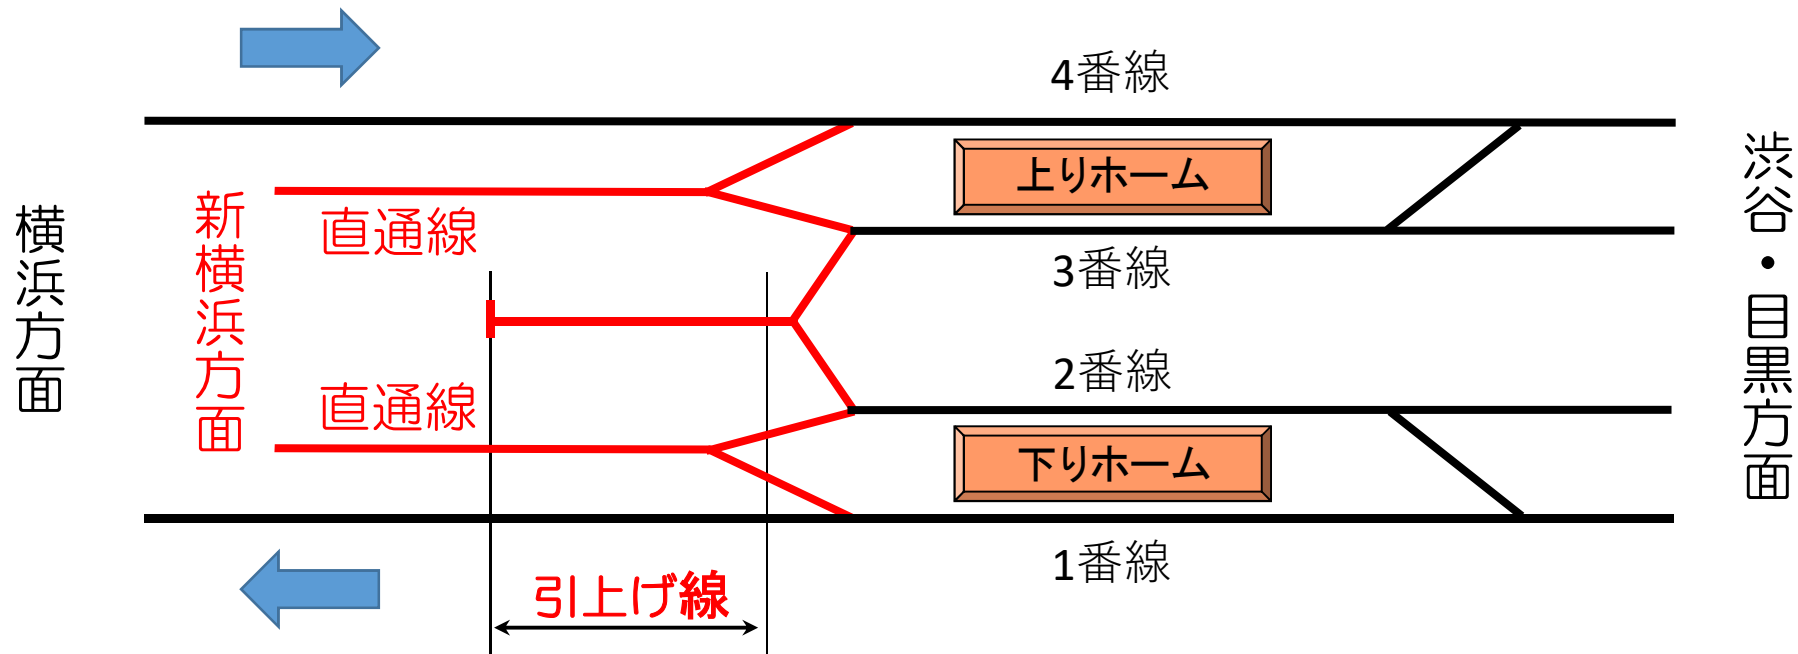 4番線
上りホーム
3番線
2番線
下りホーム
1番線
横浜方面
新横浜方面
直通線
直通線
引上げ線
渋谷・目黒方面